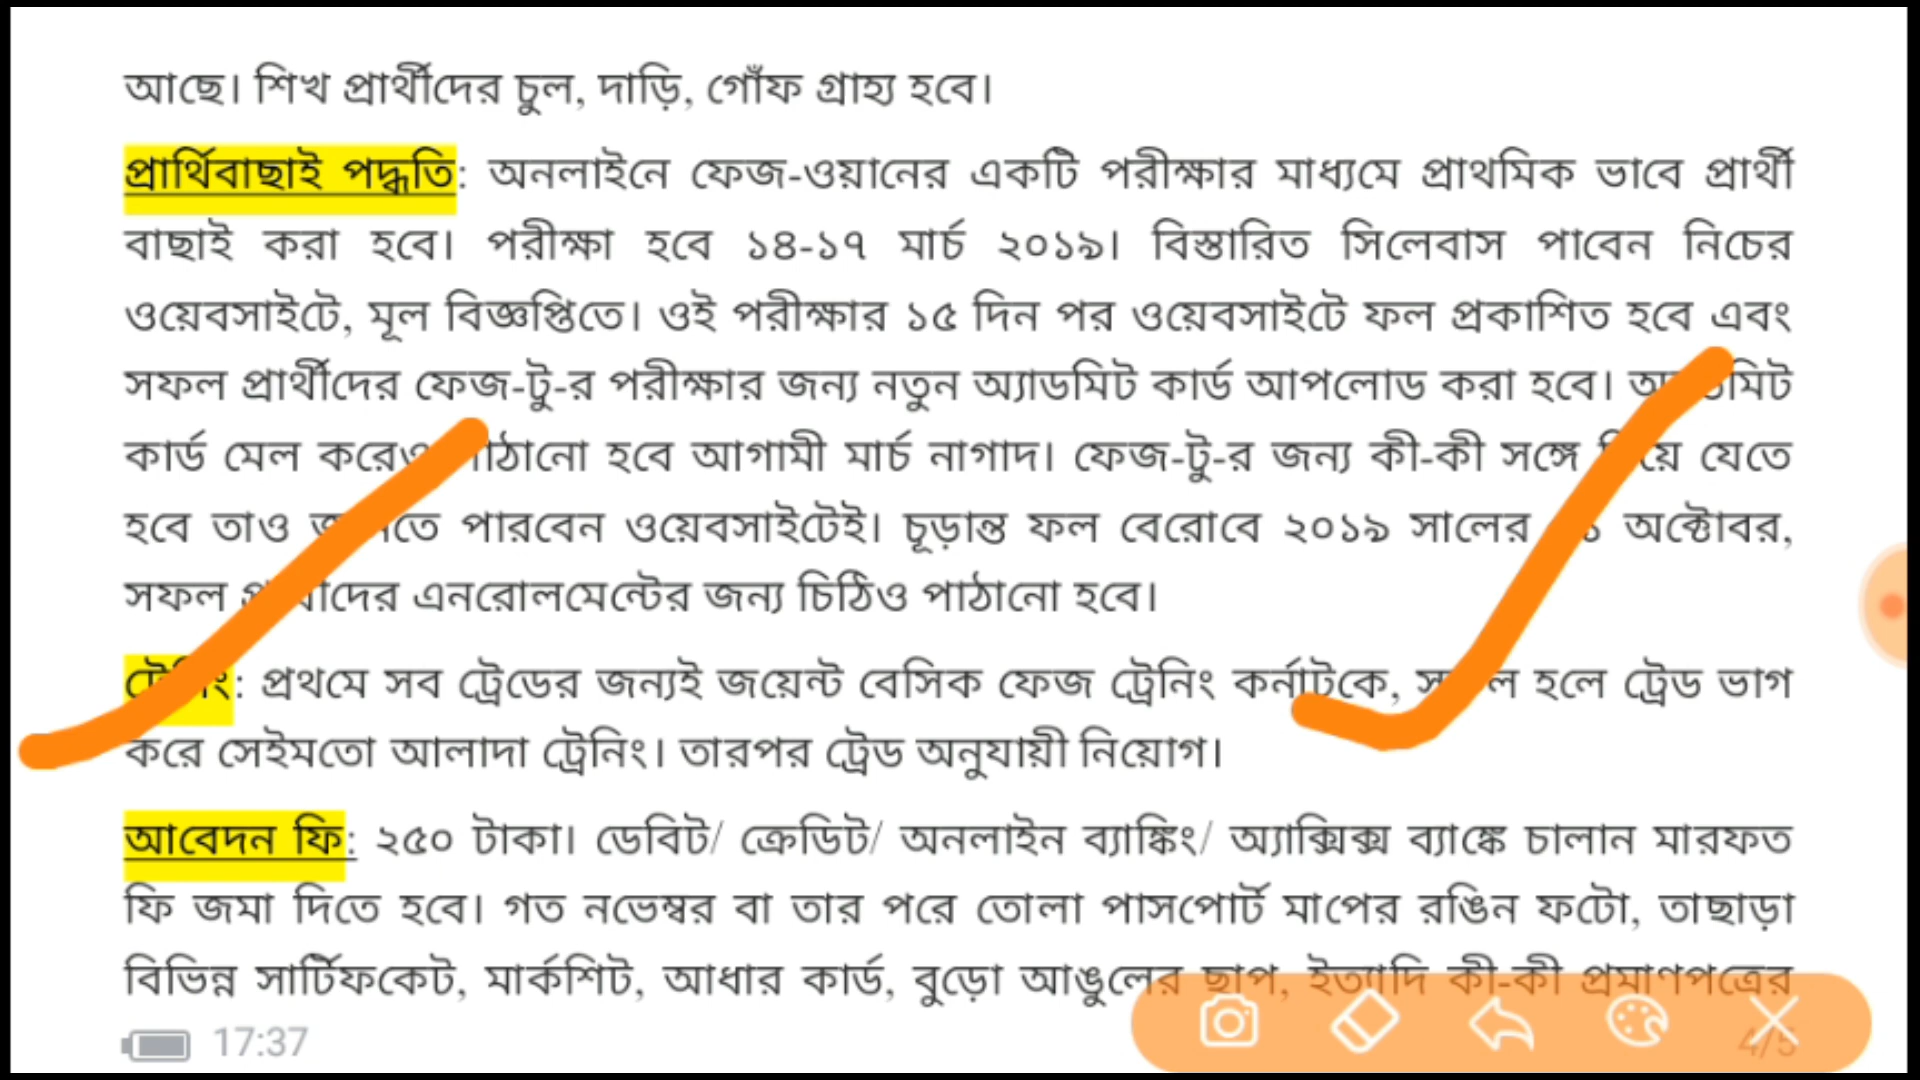 আছে। শিখ প্রার্থীদের চুল, দাড়ি, গোঁফ গ্রাহ্য হবে।
প্রার্থিবাছাই পদ্ধতি: অনলাইনে ফেজ-ওয়ানের একটি পরীক্ষার মাধ্যমে প্রাথমিক ভাবে প্রার্থী
বাছাই করা হবে। পরীক্ষা হবে ১৪-১৭ মার্চ ২০১৯। বিস্তারিত সিলেবাস পাবেন নিচের
ওয়েবসাইটে, মূল বিজ্ঞপ্তিতে। ওই পরীক্ষার ১৫ দিন পর ওয়েবসাইটে ফল প্রকাশিত হবে এবং
সফল প্রার্থীদের ফেজ-টু-র পরীক্ষার জন্য নতুন অ্যাডমিট কার্ড আপলোড করা হবে। অ্যাডমিট
কার্ড মেল করেও পাঠানো হবে আগামী মার্চ নাগাদ। ফেজ-টু-র জন্য কী-কী সঙ্গে নিয়ে যেতে
হবে তাও জানতে পারবেন ওয়েবসাইটেই। চূড়ান্ত ফল বেরোবে ২০১৯ সালের অক্টোবর,
সফল প্রার্থীদের এনরোলমেন্টের জন্য চিঠিও পাঠানো হবে।
ট্রেনিং: প্রথমে সব ট্রেডের জন্যই জয়েন্ট বেসিক ফেজ ট্রেনিং কর্নাটকে, সফল হলে ট্রেড ভাগ
করে সেইমতো আলাদা ট্রেনিং। তারপর ট্রেড অনুযায়ী নিয়োগ।
আবেদন ফি: ২৫০ টাকা। ডেবিট/ ক্রেডিট/ অনলাইন ব্যাঙ্কিং/ অ্যাক্সিক্স ব্যাঙ্কে চালান মারফত
ফি জমা দিতে হবে। গত নভেম্বর বা তার পরে তোলা পাসপোর্ট মাপের রঙিন ফটো, তাছাড়া
বিভিন্ন সার্টিফকেট, মার্কশিট, আধার কার্ড, বুড়ো আঙুলের ছাপ, ইত্যাদি কী-কী প্রমাণপত্রের
17:37 4/5